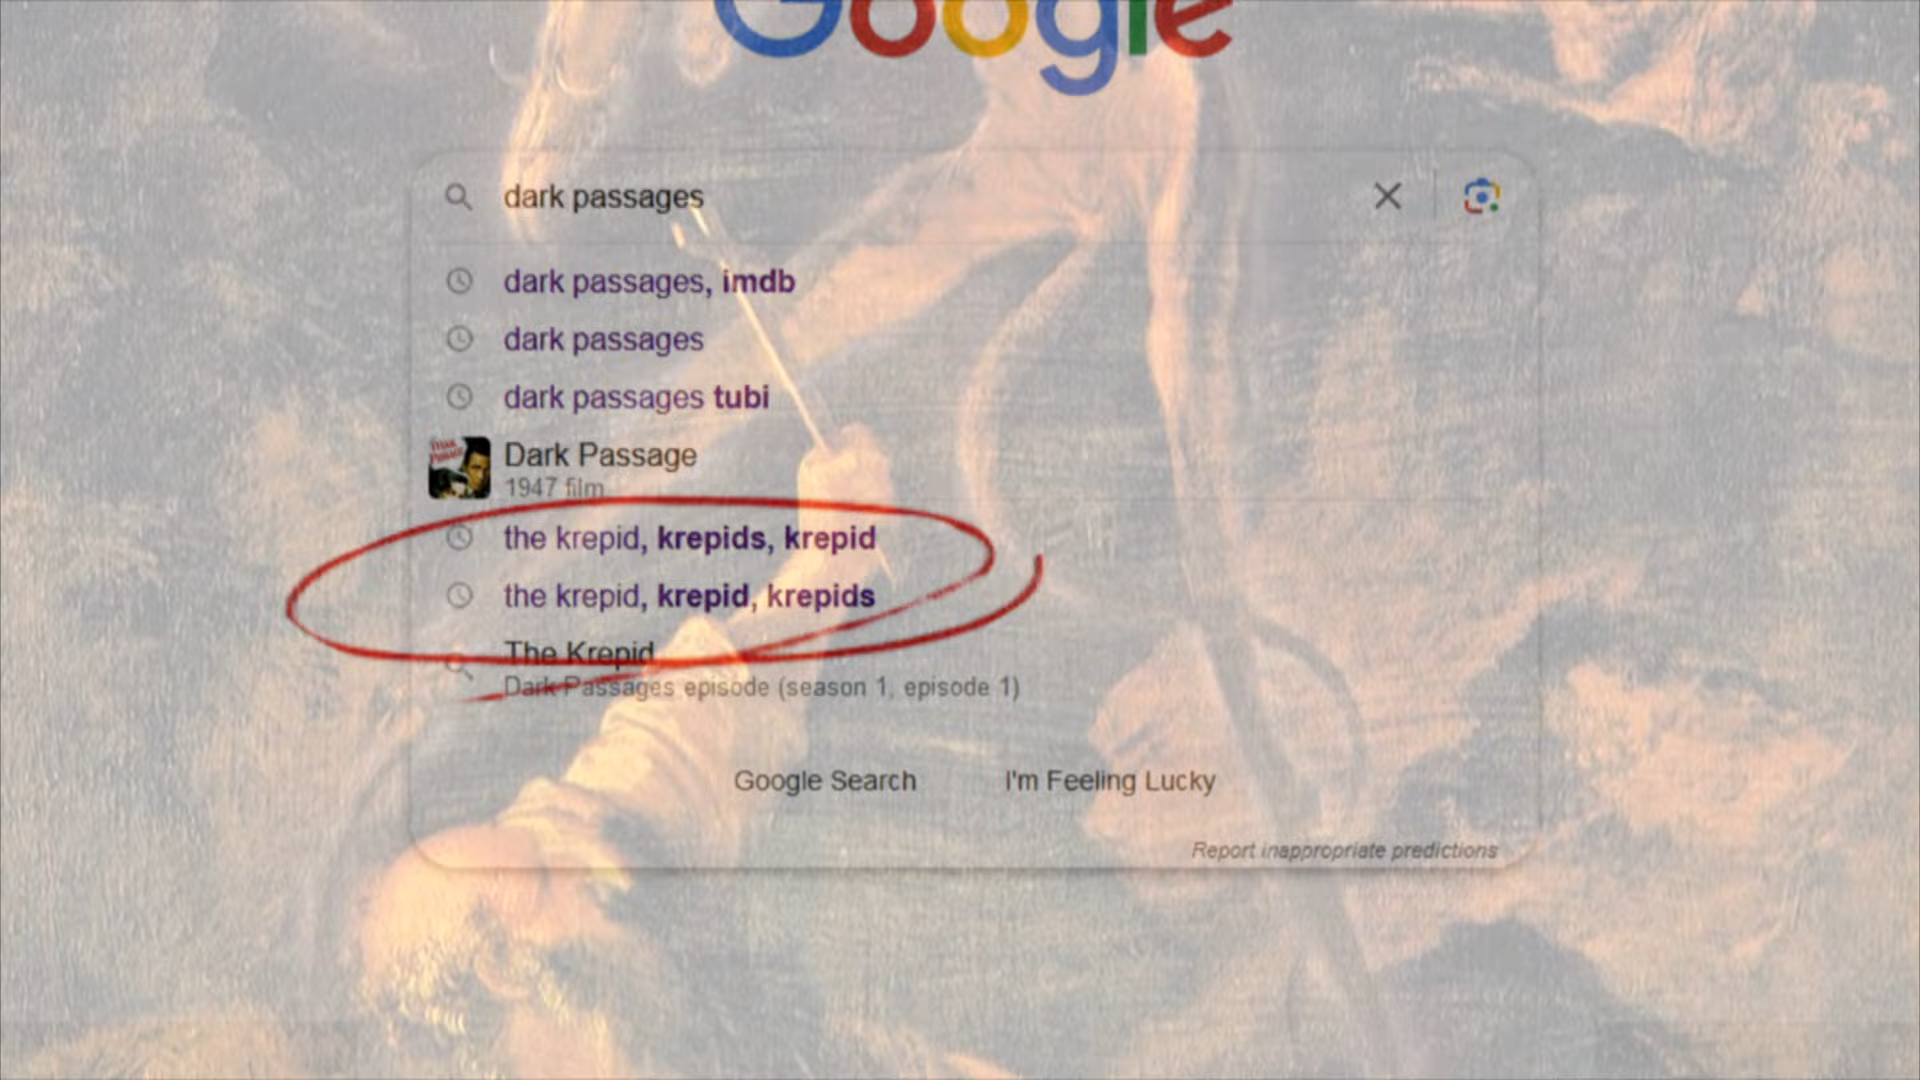 Google
dark passages
dark passages, imdb
dark passages
dark passages tubi
Dark Passage
1947 film
the krepid, krepids, krepid
the krepid, krepid, krepids
The Krepid
Dark Passages episode (season 1, episode 1)
Google Search I'm Feeling Lucky
Report inappropriate predictions